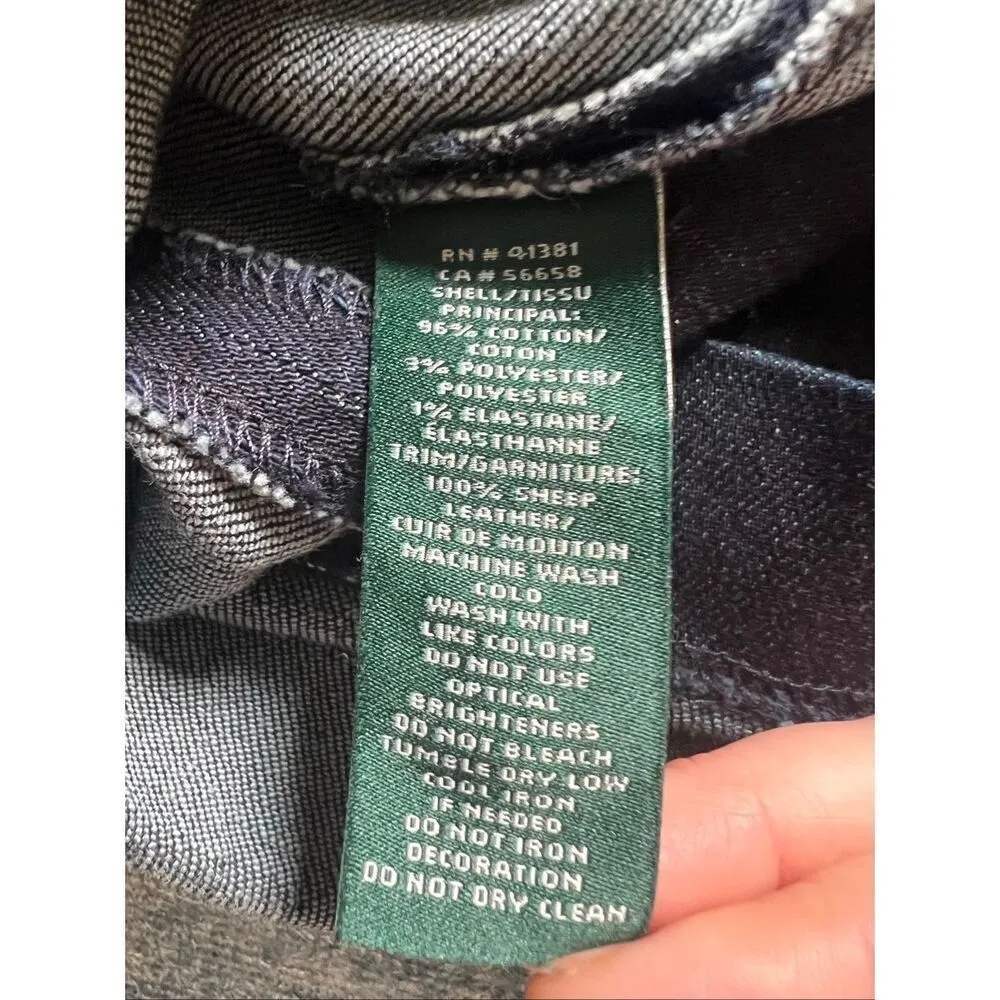 RN # 41381
CA # 56658
SHELL/TISSU
PRINCIPAL:
96% COTTON/
COTON
3% POLYESTER/
POLYESTER
1% ELASTANE/
ÉLASTHANNE
TRIM/GARNITURE:
100% SHEEP
LEATHER/
CUIR DE MOUTON
MACHINE WASH
COLD
WASH WITH
LIKE COLORS
DO NOT USE
OPTICAL
BRIGHTENERS
DO NOT BLEACH
TUMBLE DRY LOW
COOL IRON
IF NEEDED
DO NOT IRON
DECORATION
DO NOT DRY CLEAN